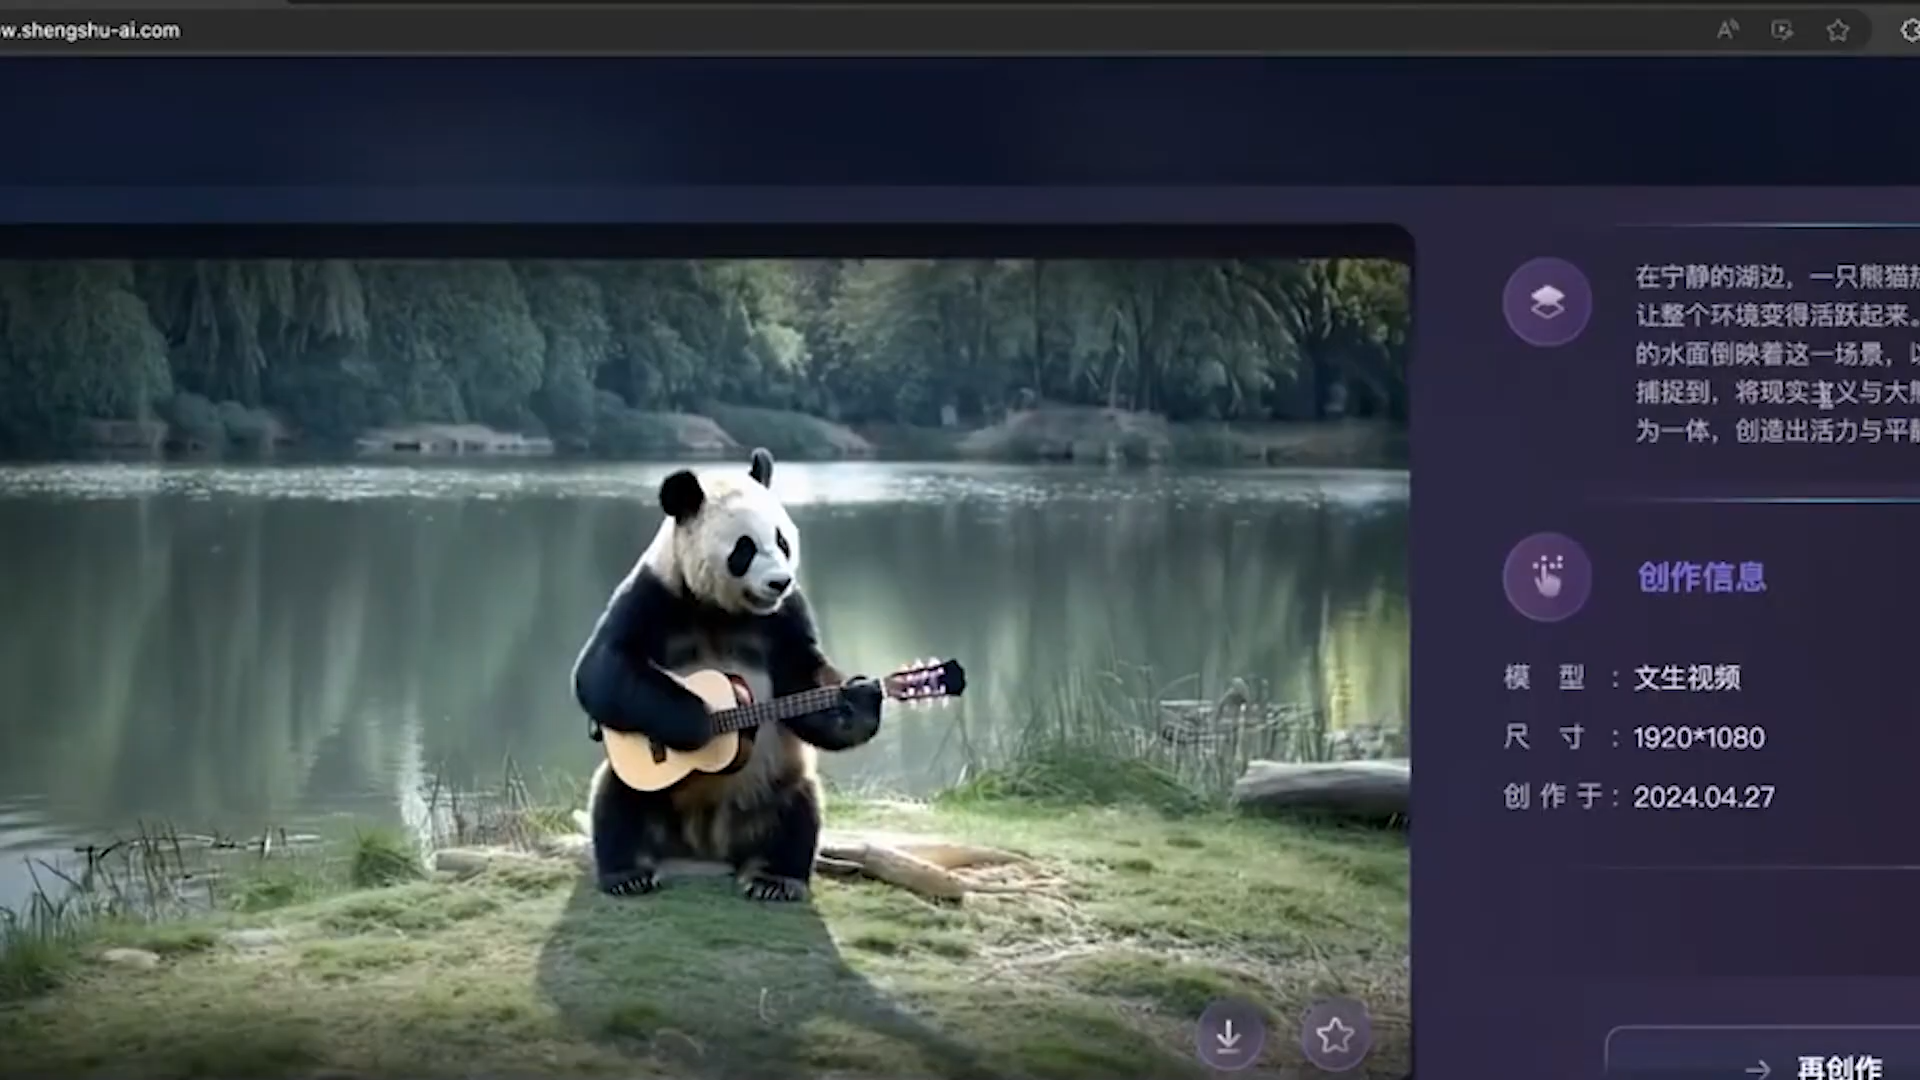 w.shengshu-ai.com
在宁静的湖边，一只熊猫
让整个环境变得活跃起来。
的水面倒映着这一场景，
捕捉到，将现实主义与大
为一体，创造出活力与平
创作信息
模 型 ：文生视频
尺 寸 ：1920*1080
创 作 于：2024.04.27
再创作